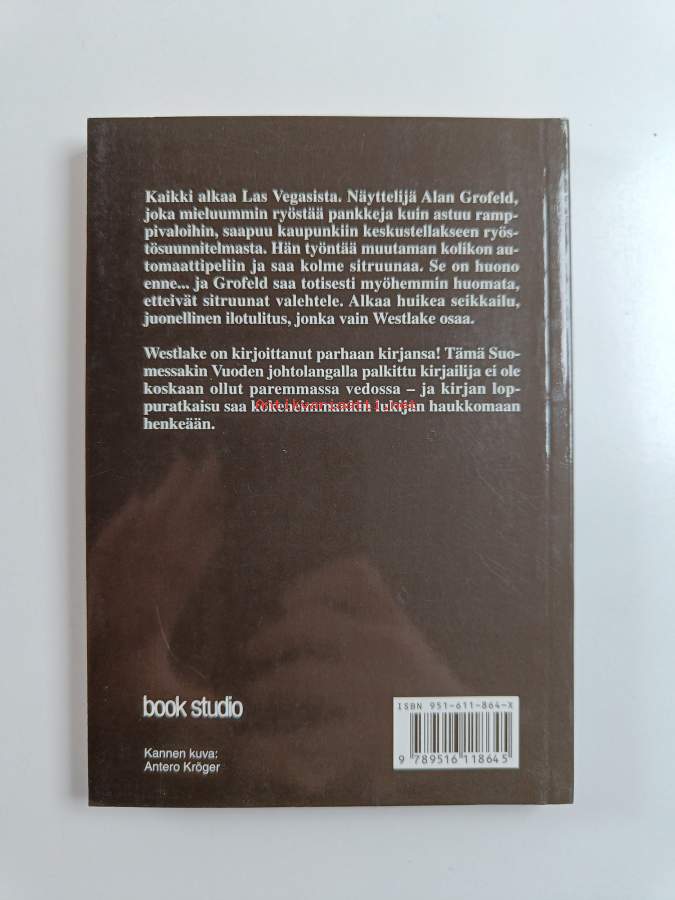 Kaikki alkaa Las Vegasista. Näyttelijä Alan Grofeld,
joka mieluummin ryöstää pankkeja kuin astuu ramp-
pivaloihin, saapuu kaupunkiin keskustellakseen ryös-
tösuunnitelmasta. Hän työntää muutaman kolikon au-
tomaattipeliin ja saa kolme sitruunaa. Se on huono
enne... ja Grofeld saa totisesti myöhemmin huomata,
etteivät sitruunat valehtele. Alkaa huikea seikkailu,
juonellinen ilotulitus, jonka vain Westlake osaa.
Westlake on kirjoittanut parhaan kirjansa! Tämä Suo-
messakin Vuoden johtolangalla palkittu kirjailija ei ole
koskaan ollut paremmassa vedossa – ja kirjan lop-
puratkaisu saa kokeneimmankin lukijan haukkomaan
henkeään.
book studio
Kannen kuva:
Antero Kröger
ISBN 951-611-864-X
9 789516 118645